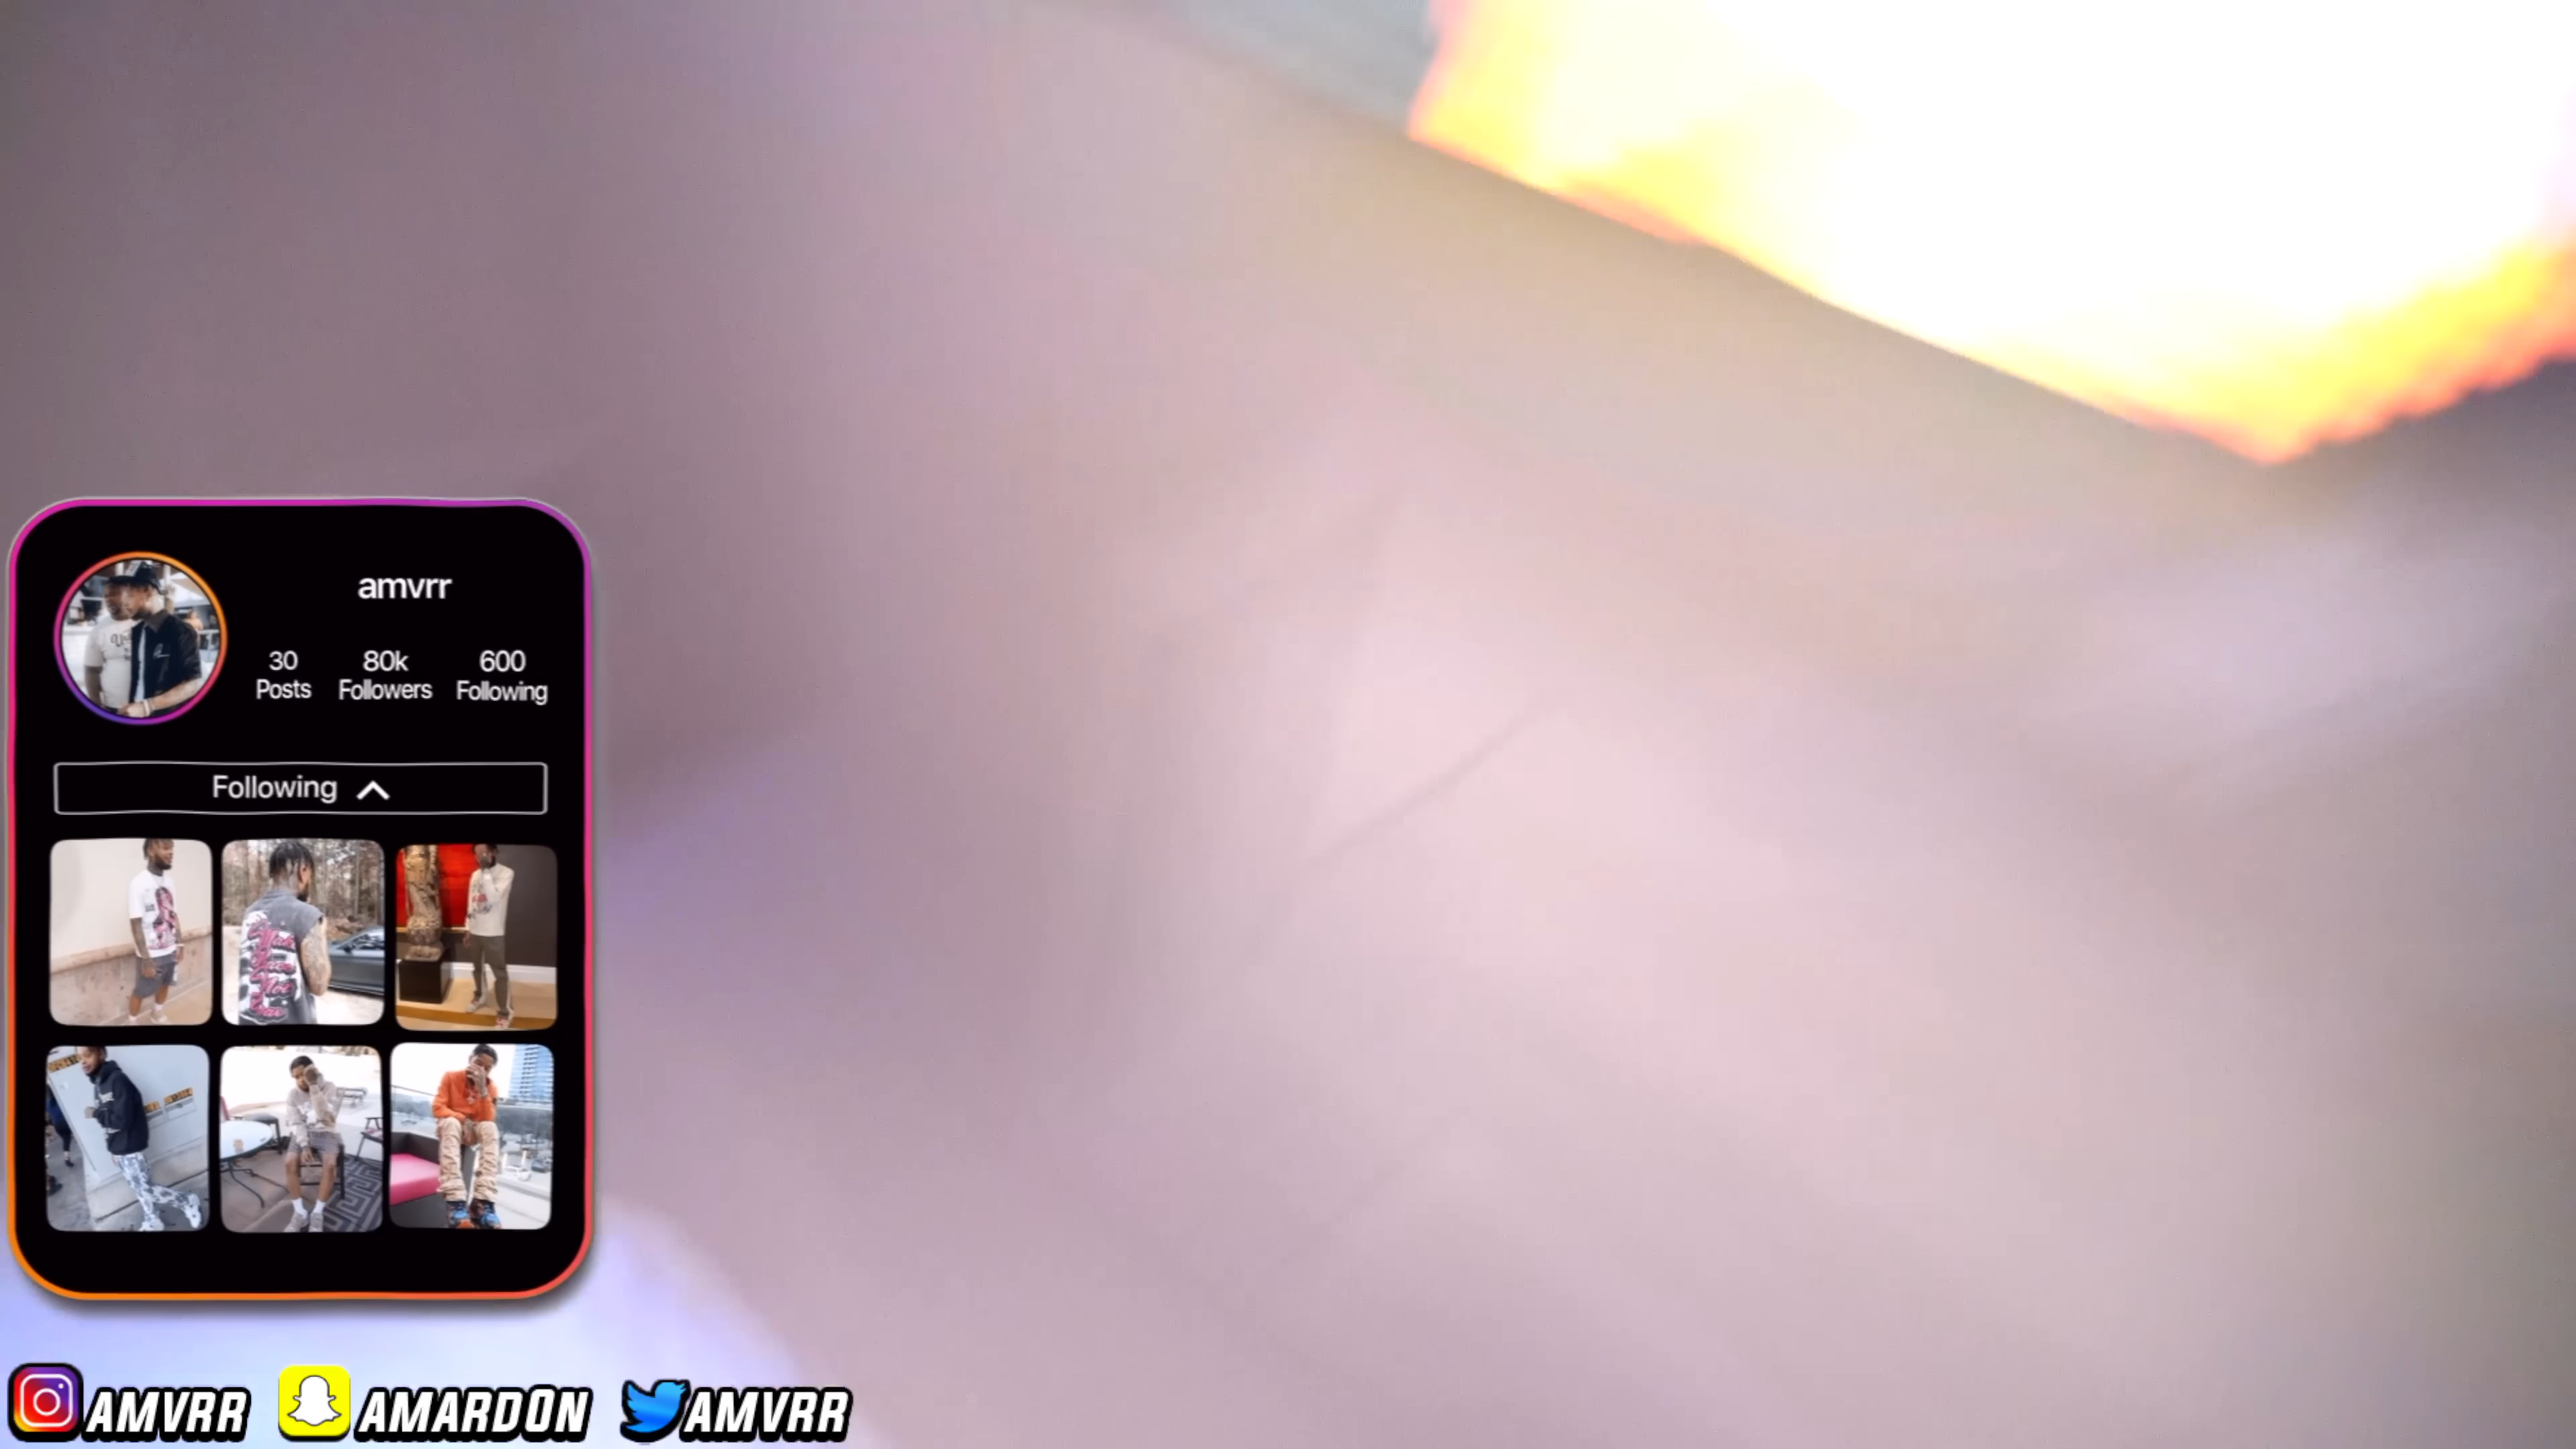 amvrr
30 80k 600
Posts Followers Following
Following
AMVRR AMARDON AMVRR